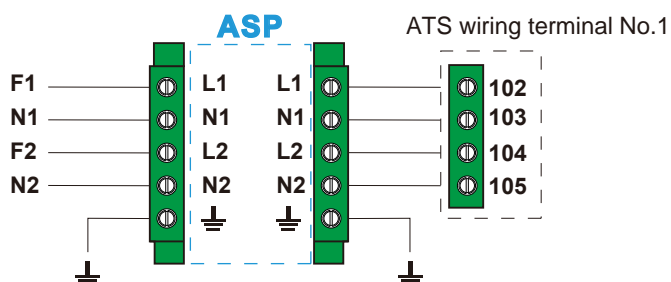 ASP ATS wiring terminal No.1
F1 L1 L1 102
N1 N1 N1 103
F2 L2 L2 104
N2 N2 N2 105